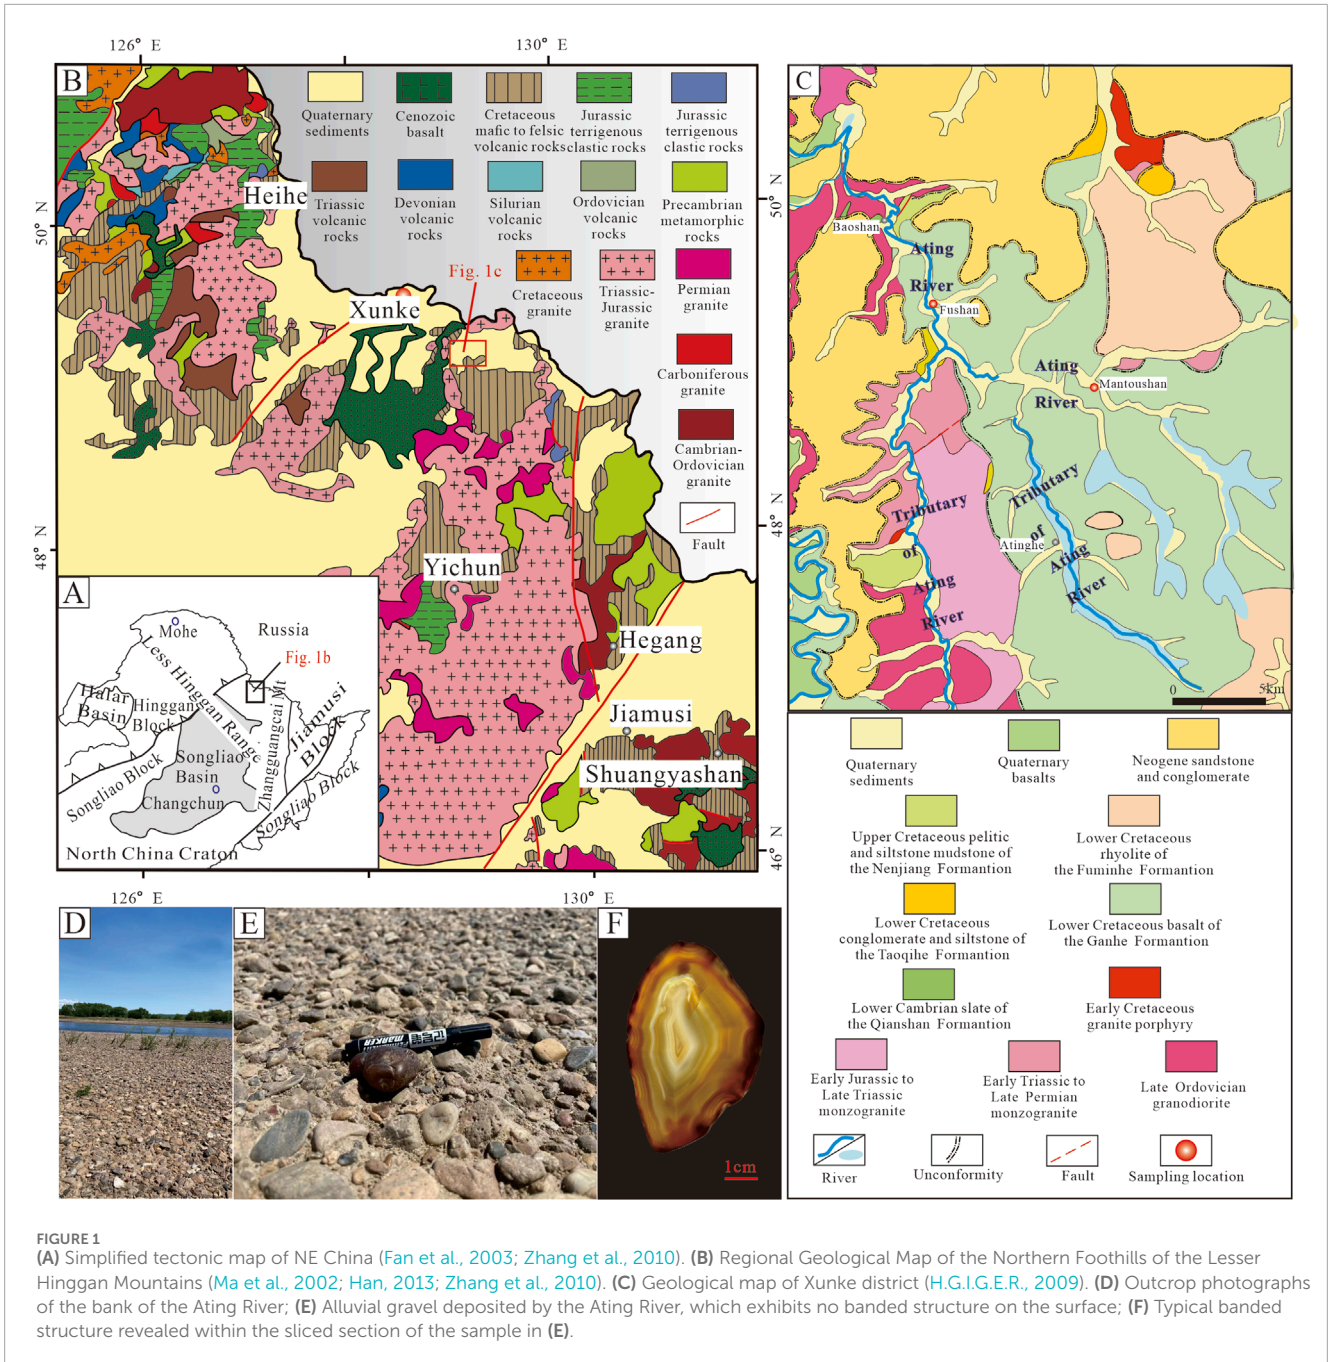 126° E
130° E
B
Quaternary
sediments
Cenozoic
basalt
Cretaceous
mafic to felsic
volcanic rocks
Jurassic
terrigenous
clastic rocks
Jurassic
terrigenous
clastic rocks
Triassic
volcanic
rocks
Devonian
volcanic
rocks
Silurian
volcanic
rocks
Ordovician
volcanic
rocks
Precambrian
metamorphic
rocks
Cretaceous
granite
Triassic-
Jurassic
granite
Permian
granite
Carboniferous
granite
Cambrian-
Ordovician
granite
Fault
Fig. 1c
Heihe
Xunke
Yichun
Hegang
Jiamusi
Shuangyashan
50° N
48° N
50° N
48° N
46° N
126° E
130° E
A
Mohe
Russia
Fig. 1b
Less Hinggan Range
Halar
Basin
Hinggan
Block
Songliao Block
Songliao
Basin
Changchun
Zhangguangcai Mt
Jiamusi
Block
Songliao Block
North China Craton
C
Baoshan
Ating
River
Fushan
Ating
River
Mantoushan
Tributary
of
Ating
River
Tributary
of
Ating
River
Atinghe
0 5km
Quaternary
sediments
Quaternary
basalts
Neogene sandstone
and conglomerate
Upper Cretaceous pelitic
and siltstone mudstone of
the Nenjiang Formantion
Lower Cretaceous
rhyolite of
the Fuminhe Formantion
Lower Cretaceous
conglomerate and siltstone of
the Taoqihe Formantion
Lower Cretaceous basalt of
the Ganhe Formantion
Lower Cambrian slate of
the Qianshan Formantion
Early Cretaceous
granite porphyry
Early Jurassic to
Late Triassic
monzogranite
Early Triassic to
Late Permian
monzogranite
Late Ordovician
granodiorite
River
Unconformity
Fault
Sampling location
D
E
记号笔
MARKER
F
1cm
FIGURE 1
(A) Simplified tectonic map of NE China (Fan et al., 2003; Zhang et al., 2010). (B) Regional Geological Map of the Northern Foothills of the Lesser
Hinggan Mountains (Ma et al., 2002; Han, 2013; Zhang et al., 2010). (C) Geological map of Xunke district (H.G.I.G.E.R., 2009). (D) Outcrop photographs
of the bank of the Ating River; (E) Alluvial gravel deposited by the Ating River, which exhibits no banded structure on the surface; (F) Typical banded
structure revealed within the sliced section of the sample in (E).